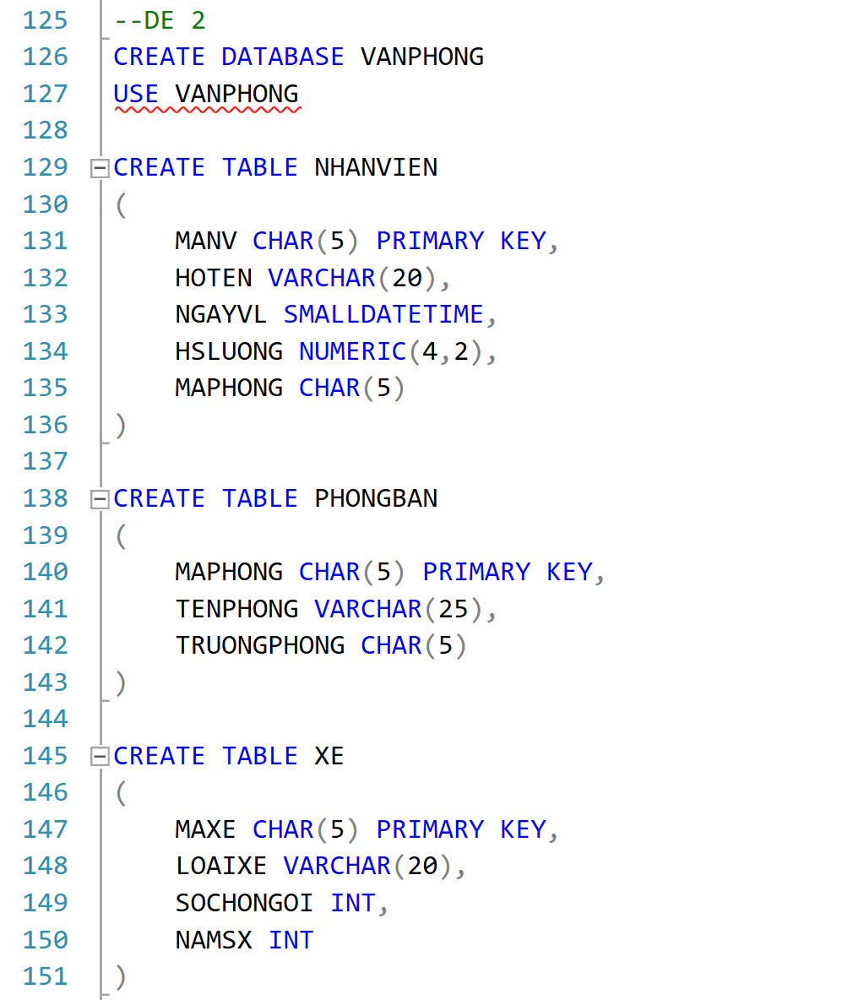 125 --DE 2
126 CREATE DATABASE VANPHONG
127 USE VANPHONG
128
129 CREATE TABLE NHANVIEN
130 (
131     MANV CHAR(5) PRIMARY KEY,
132     HOTEN VARCHAR(20),
133     NGAYVL SMALLDATETIME,
134     HSLUONG NUMERIC(4,2),
135     MAPHONG CHAR(5)
136 )
137
138 CREATE TABLE PHONGBAN
139 (
140     MAPHONG CHAR(5) PRIMARY KEY,
141     TENPHONG VARCHAR(25),
142     TRUONGPHONG CHAR(5)
143 )
144
145 CREATE TABLE XE
146 (
147     MAXE CHAR(5) PRIMARY KEY,
148     LOAIXE VARCHAR(20),
149     SOCHONGOI INT,
150     NAMSX INT
151 )